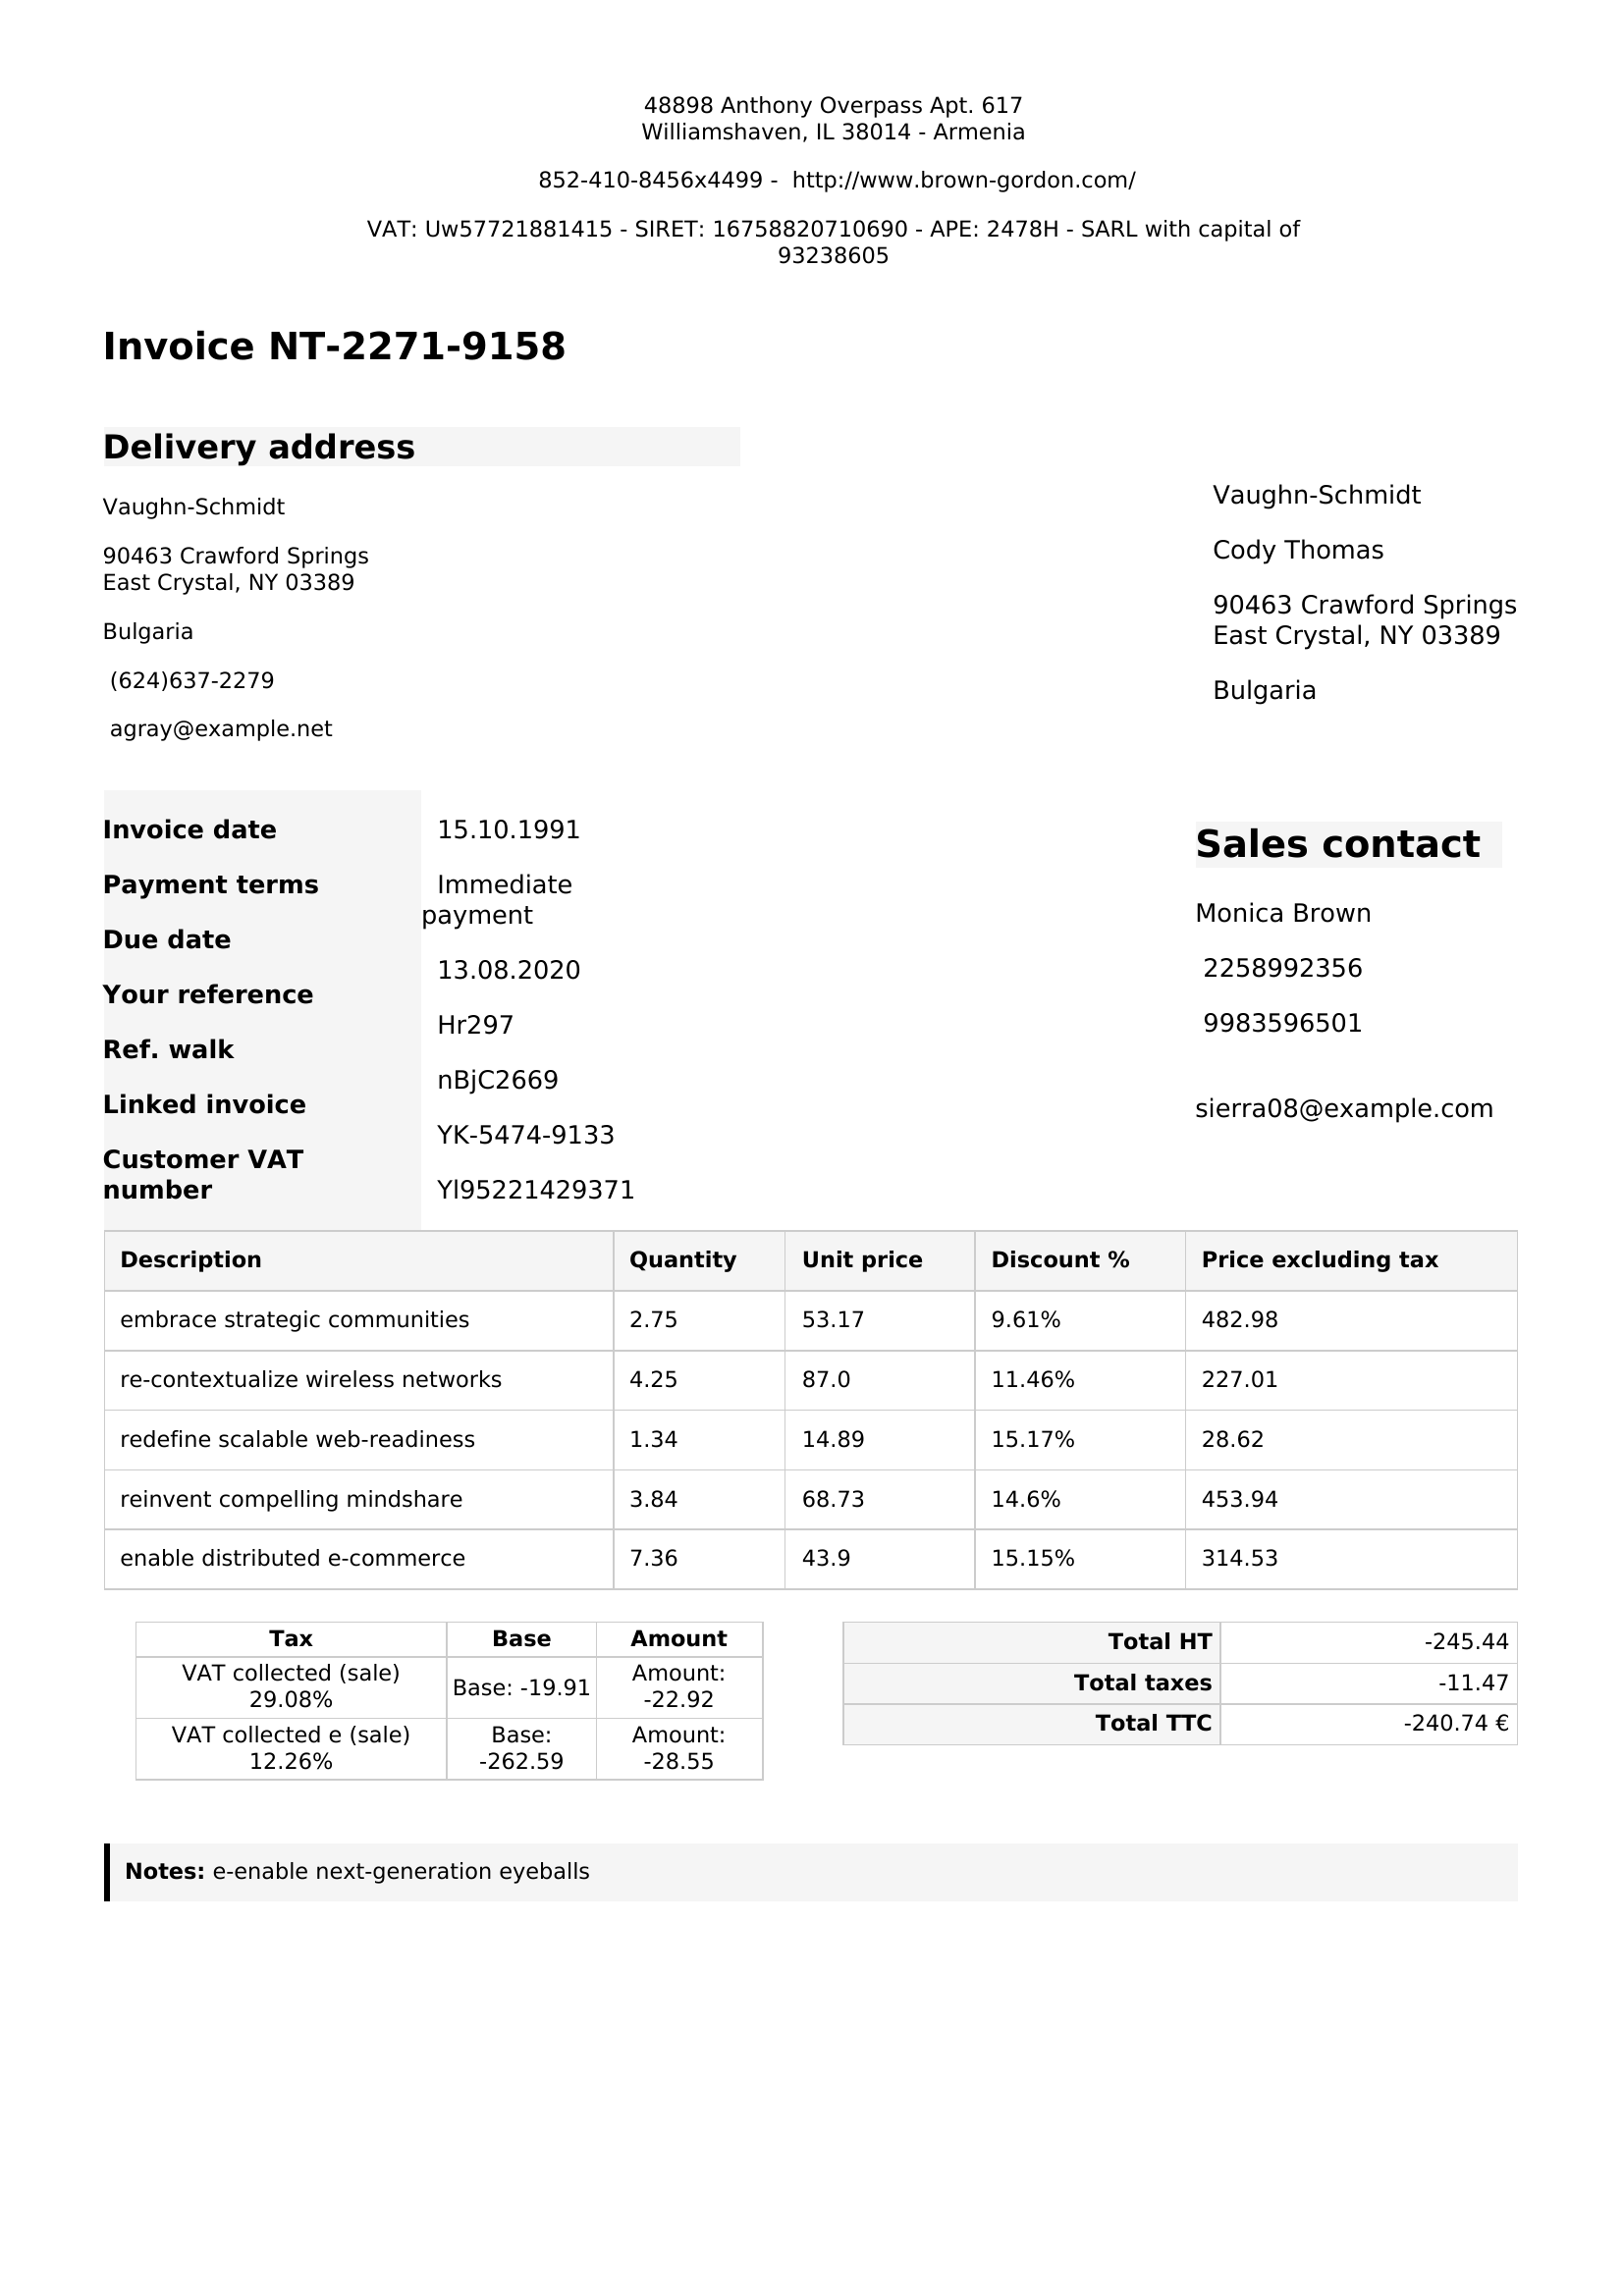 48898 Anthony Overpass Apt. 617
Williamshaven, IL 38014 - Armenia
852-410-8456x4499 -  http://www.brown-gordon.com/
VAT: Uw57721881415 - SIRET: 16758820710690 - APE: 2478H - SARL with capital of
93238605
Invoice NT-2271-9158
Delivery address
Vaughn-Schmidt
90463 Crawford Springs
East Crystal, NY 03389
Bulgaria
(624)637-2279
agray@example.net
Vaughn-Schmidt
Cody Thomas
90463 Crawford Springs
East Crystal, NY 03389
Bulgaria
Invoice date
Payment terms
Due date
Your reference
Ref. walk
Linked invoice
Customer VAT
number
15.10.1991
Immediate
payment
13.08.2020
Hr297
nBjC2669
YK-5474-9133
Yl95221429371
Sales contact
Monica Brown
2258992356
9983596501
sierra08@example.com
Description Quantity Unit price Discount % Price excluding tax
embrace strategic communities 2.75 53.17 9.61% 482.98
re-contextualize wireless networks 4.25 87.0 11.46% 227.01
redefine scalable web-readiness 1.34 14.89 15.17% 28.62
reinvent compelling mindshare 3.84 68.73 14.6% 453.94
enable distributed e-commerce 7.36 43.9 15.15% 314.53
Tax Base Amount
VAT collected (sale)
29.08%
Base: -19.91
Amount:
-22.92
VAT collected e (sale)
12.26%
Base:
-262.59
Amount:
-28.55
Total HT -245.44
Total taxes -11.47
Total TTC -240.74 €
Notes: e-enable next-generation eyeballs